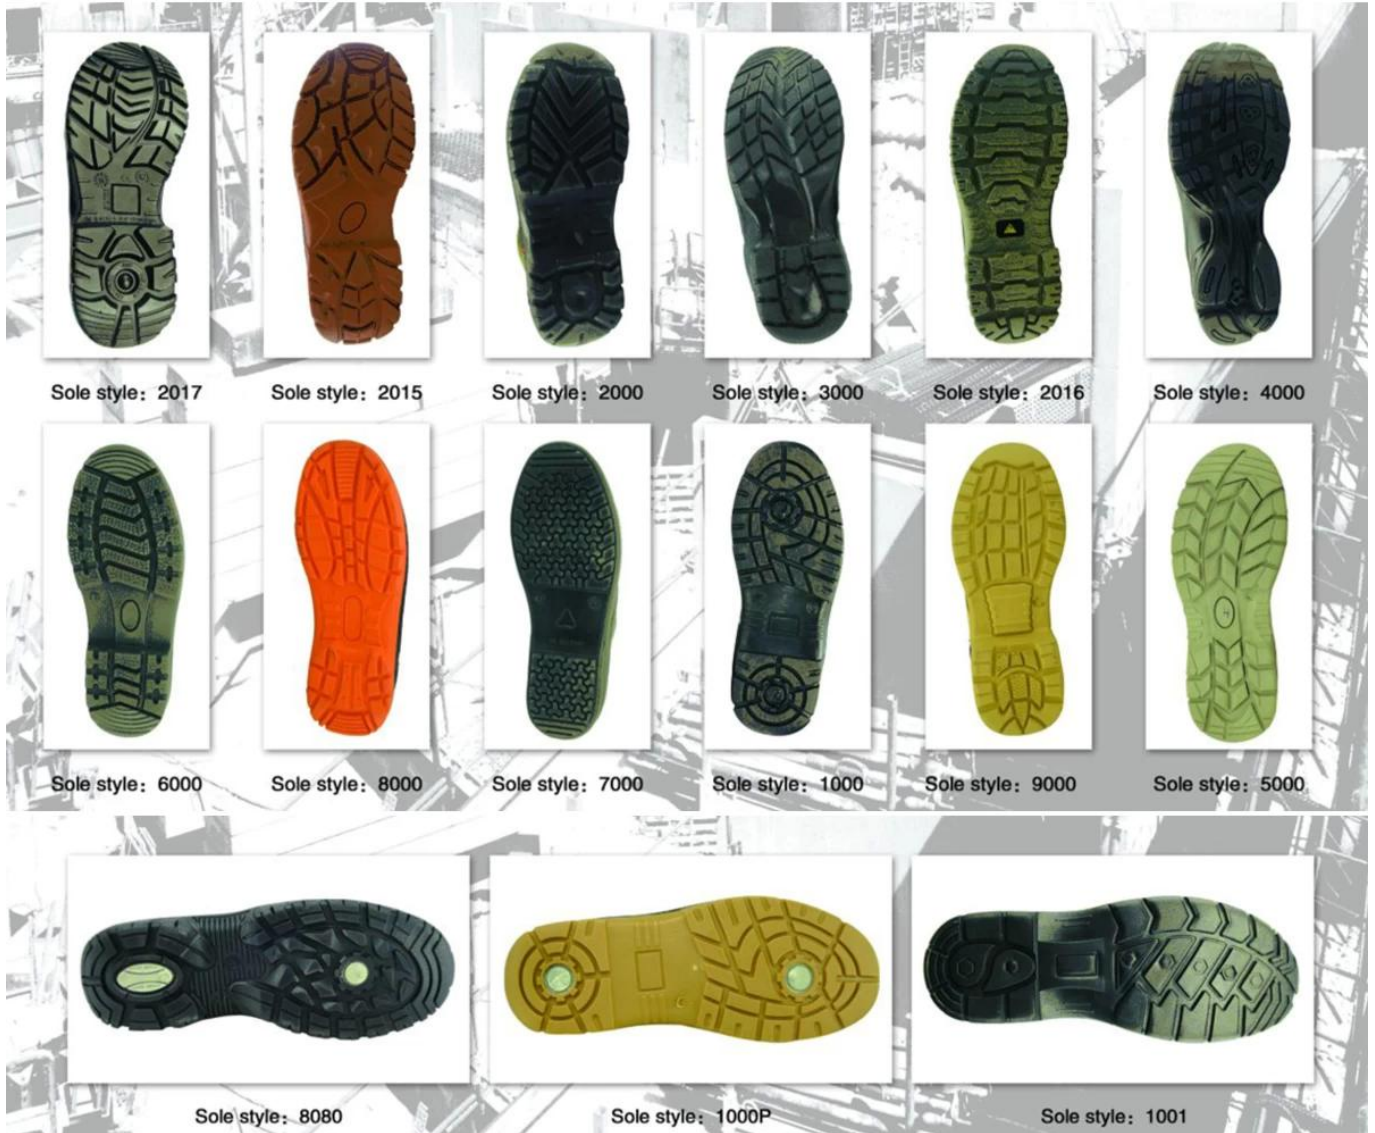 Sole style：2017
Sole style：2015
Sole style：2000
Sole style：3000
Sole style：2016
Sole style：4000
Sole style：6000
Sole style：8000
Sole style：7000
Sole style：1000
Sole style：9000
Sole style：5000
Sole style：8080
Sole style：1000P
Sole style：1001